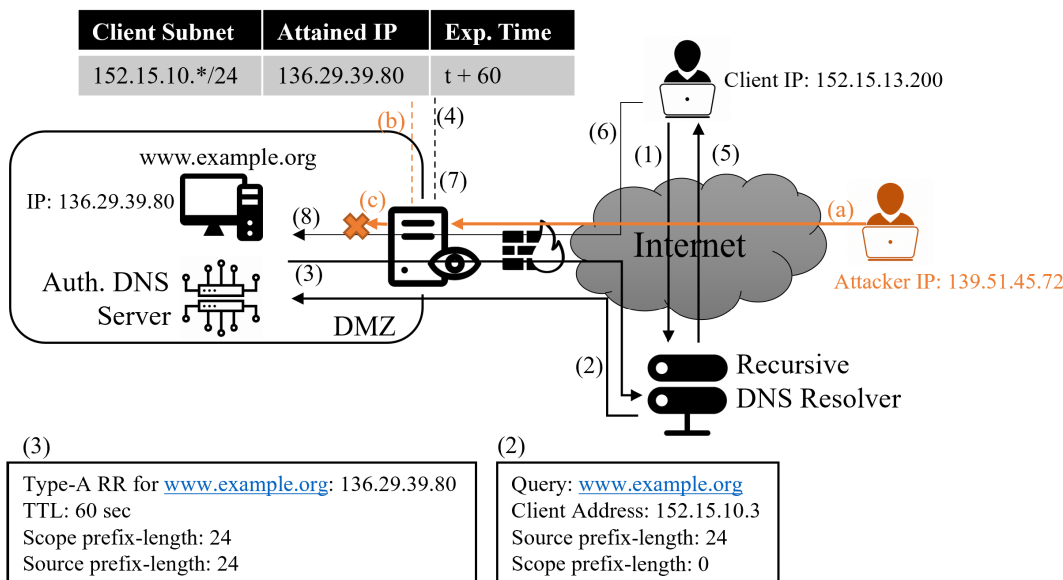 Client Subnet Attained IP Exp. Time
152.15.10.*/24 136.29.39.80 t + 60
Client IP: 152.15.13.200
(b)
(4)
(6)
(1)
(5)
www.example.org
IP: 136.29.39.80
(7)
(c)
(8)
(a)
Internet
(3)
Auth. DNS
Server
Attacker IP: 139.51.45.72
DMZ
(2)
Recursive
DNS Resolver
(3)
Type-A RR for www.example.org: 136.29.39.80
TTL: 60 sec
Scope prefix-length: 24
Source prefix-length: 24
(2)
Query: www.example.org
Client Address: 152.15.10.3
Source prefix-length: 24
Scope prefix-length: 0